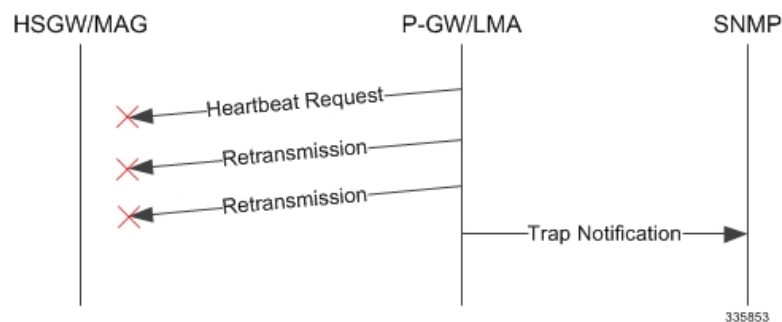 HSGW/MAG P-GW/LMA SNMP
Heartbeat Request
Retransmission
Retransmission
Trap Notification
335853